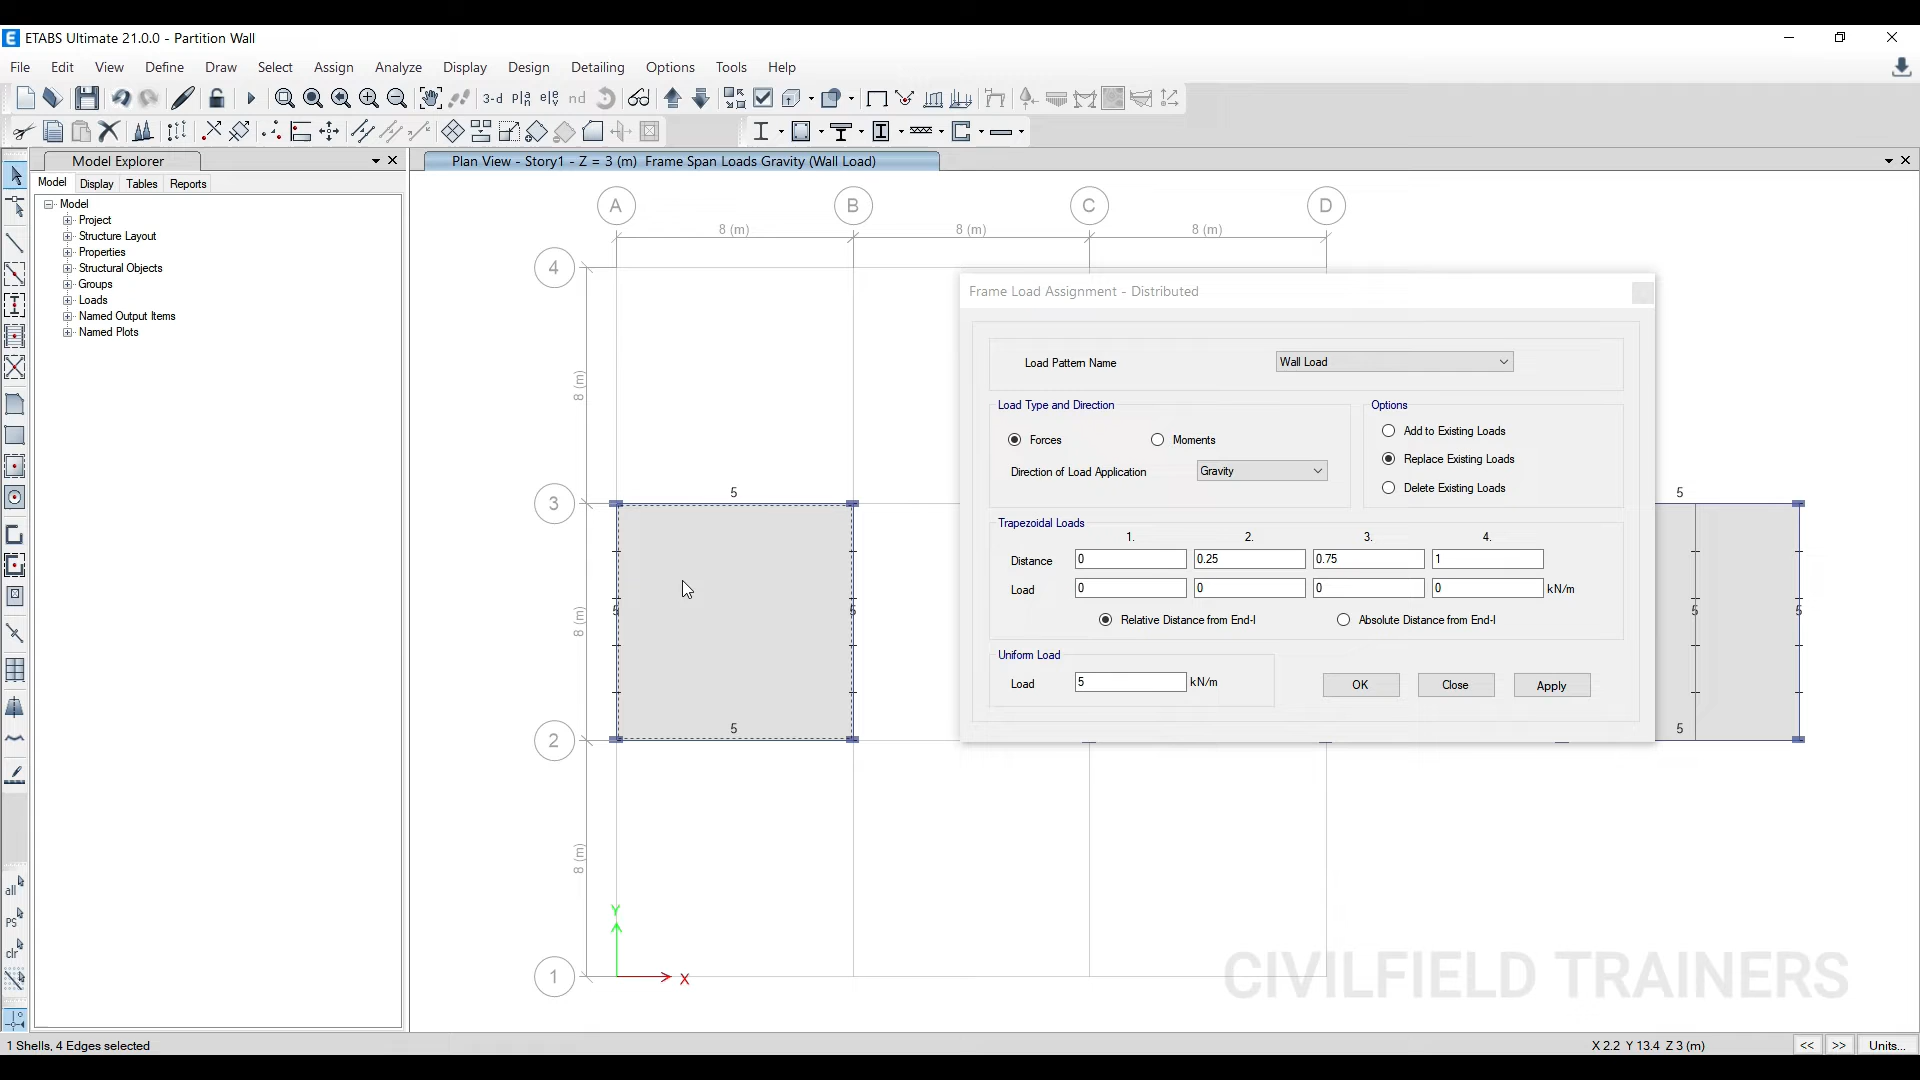 ETABS Ultimate 21.0.0 - Partition Wall
File Edit View Define Draw Select Assign Analyze Display Design Detailing Options Tools Help
3-d pla ele nd
Model Explorer
Plan View - Story1 - Z = 3 (m) Frame Span Loads Gravity (Wall Load)
Model Display Tables Reports
Model
Project
Structure Layout
Properties
Structural Objects
Groups
Loads
Named Output Items
Named Plots
all
PS
clr
A B C D
8 (m) 8 (m) 8 (m)
4
8 (m)
3
5
5 5
8 (m)
5
2
8 (m)
1
Y
X
Frame Load Assignment - Distributed
Load Pattern Name Wall Load
Load Type and Direction
Forces Moments
Direction of Load Application Gravity
Options
Add to Existing Loads
Replace Existing Loads
Delete Existing Loads
Trapezoidal Loads
1. 2. 3. 4.
Distance 0 0.25 0.75 1
Load 0 0 0 0 kN/m
Relative Distance from End-I Absolute Distance from End-I
Uniform Load
Load 5 kN/m
OK Close Apply
5
5 5
5
CIVILFIELD TRAINERS
1 Shells, 4 Edges selected
X 2.2 Y 13.4 Z 3 (m)
<< >> Units...